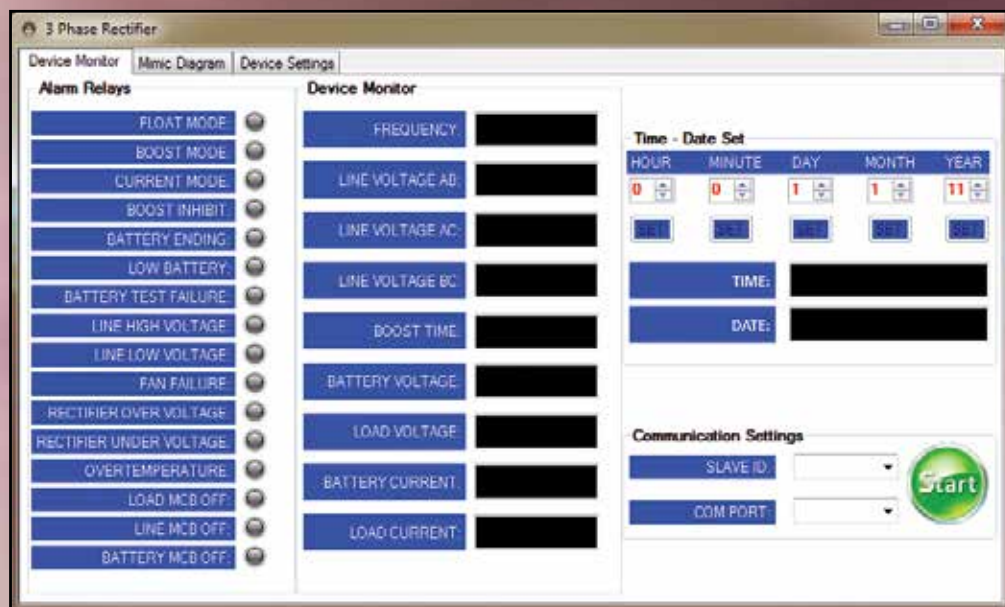 3 Phase Rectifier
Device Monitor Mimic Diagram Device Settings
Alarm Relays
FLOAT MODE:
BOOST MODE:
CURRENT MODE:
BOOST INHIBIT:
BATTERY ENDING:
LOW BATTERY:
BATTERY TEST FAILURE:
LINE HIGH VOLTAGE:
LINE LOW VOLTAGE:
FAN FAILURE:
RECTIFIER OVER VOLTAGE:
RECTIFIER UNDER VOLTAGE:
OVERTEMPERATURE:
LOAD MCB OFF:
LINE MCB OFF:
BATTERY MCB OFF:
Device Monitor
FREQUENCY:
LINE VOLTAGE AB:
LINE VOLTAGE AC:
LINE VOLTAGE BC:
BOOST TIME:
BATTERY VOLTAGE:
LOAD VOLTAGE:
BATTERY CURRENT:
LOAD CURRENT:
Time - Date Set
HOUR MINUTE DAY MONTH YEAR
0 0 1 1 11
SET SET SET SET SET
TIME:
DATE:
Communication Settings
SLAVE ID:
COM PORT:
Start